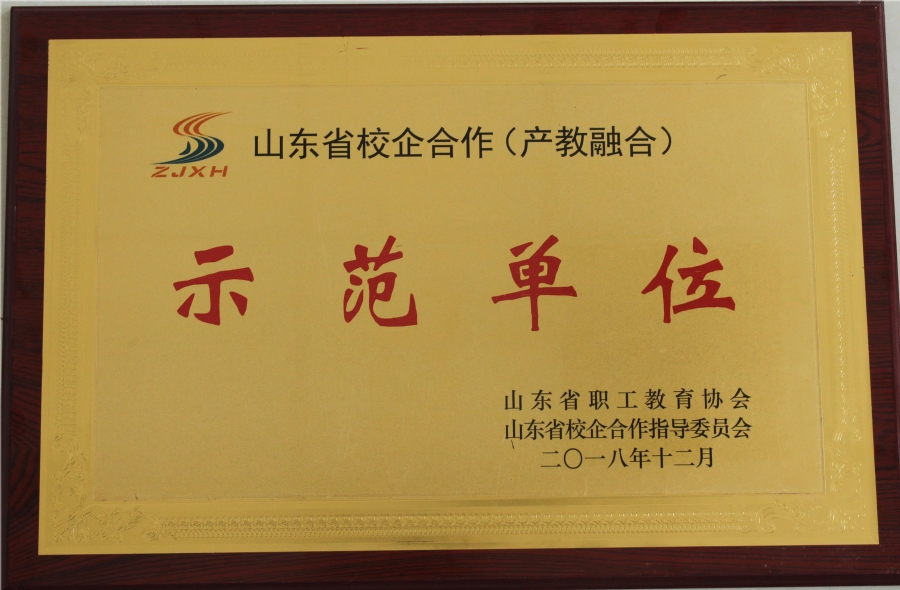 山东省校企合作（产教融合）
ZJXH
示范单位
山东省职工教育协会
山东省校企合作指导委员会
二〇一八年十二月